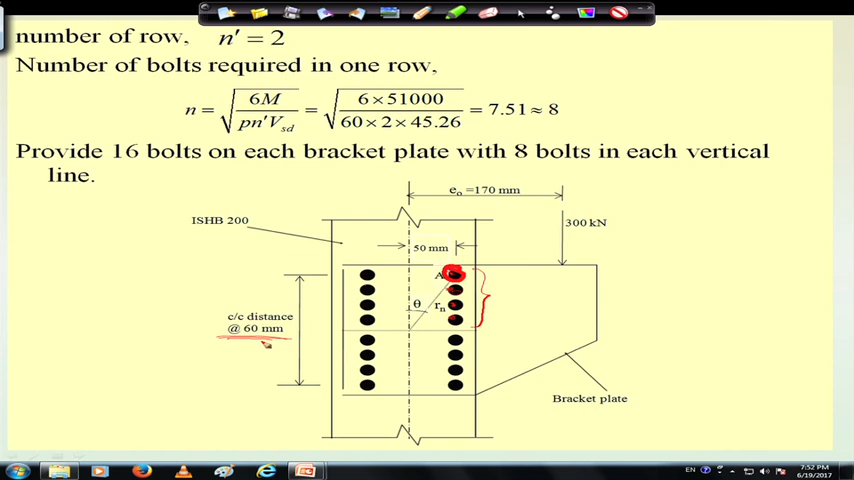 number of row, n′ = 2
Number of bolts required in one row,
n = √(6M / pn′V_sd) = √(6×51000 / 60×2×45.26) = 7.51 ≈ 8
Provide 16 bolts on each bracket plate with 8 bolts in each vertical
line.
e_o =170 mm
ISHB 200
300 kN
50 mm
A
θ
r_n
c/c distance
@ 60 mm
Bracket plate
EN
7:52 PM
6/19/2017